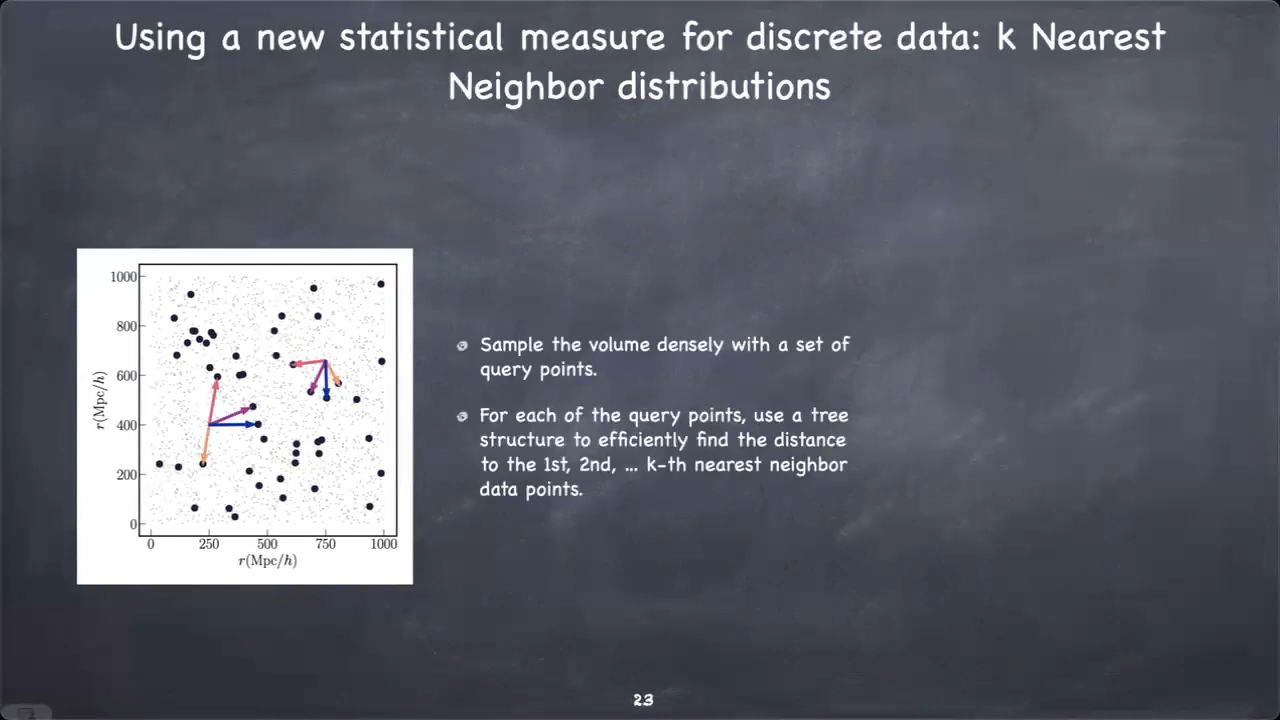 Using a new statistical measure for discrete data: k Nearest
Neighbor distributions
1000
800
600
400
200
0
r(Mpc/h)
0 250 500 750 1000
r(Mpc/h)
Sample the volume densely with a set of
query points.
For each of the query points, use a tree
structure to efficiently find the distance
to the 1st, 2nd, ... k-th nearest neighbor
data points.
23